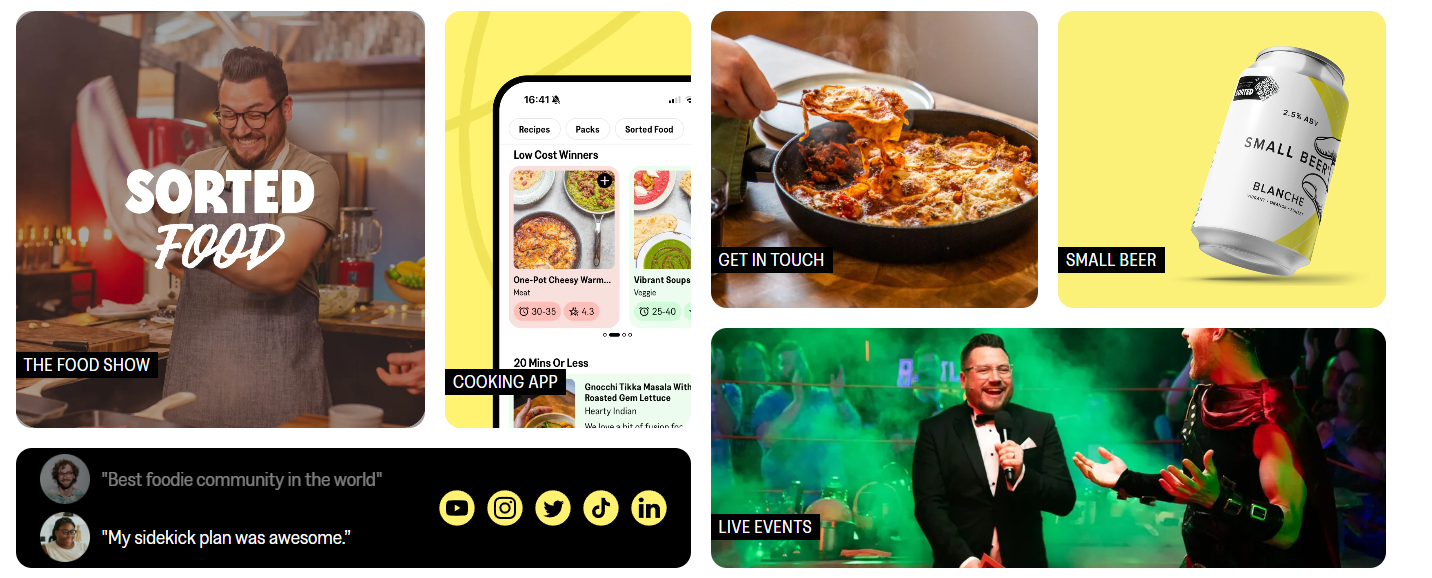 SORTED
FOOD
THE FOOD SHOW
16:41
Recipes
Packs
Sorted Food
Low Cost Winners
One-Pot Cheesy Warm...
Meat
30-35
4.3
Vibrant Soups
Veggie
25-40
20 Mins Or Less
Gnocchi Tikka Masala With
Roasted Gem Lettuce
Hearty Indian
We love a bit of fusion for
COOKING APP
GET IN TOUCH
SORTED
2.5% ABV
SMALL BEER
BLANCHE
SMALL BEER
"Best foodie community in the world"
"My sidekick plan was awesome."
in
LIVE EVENTS